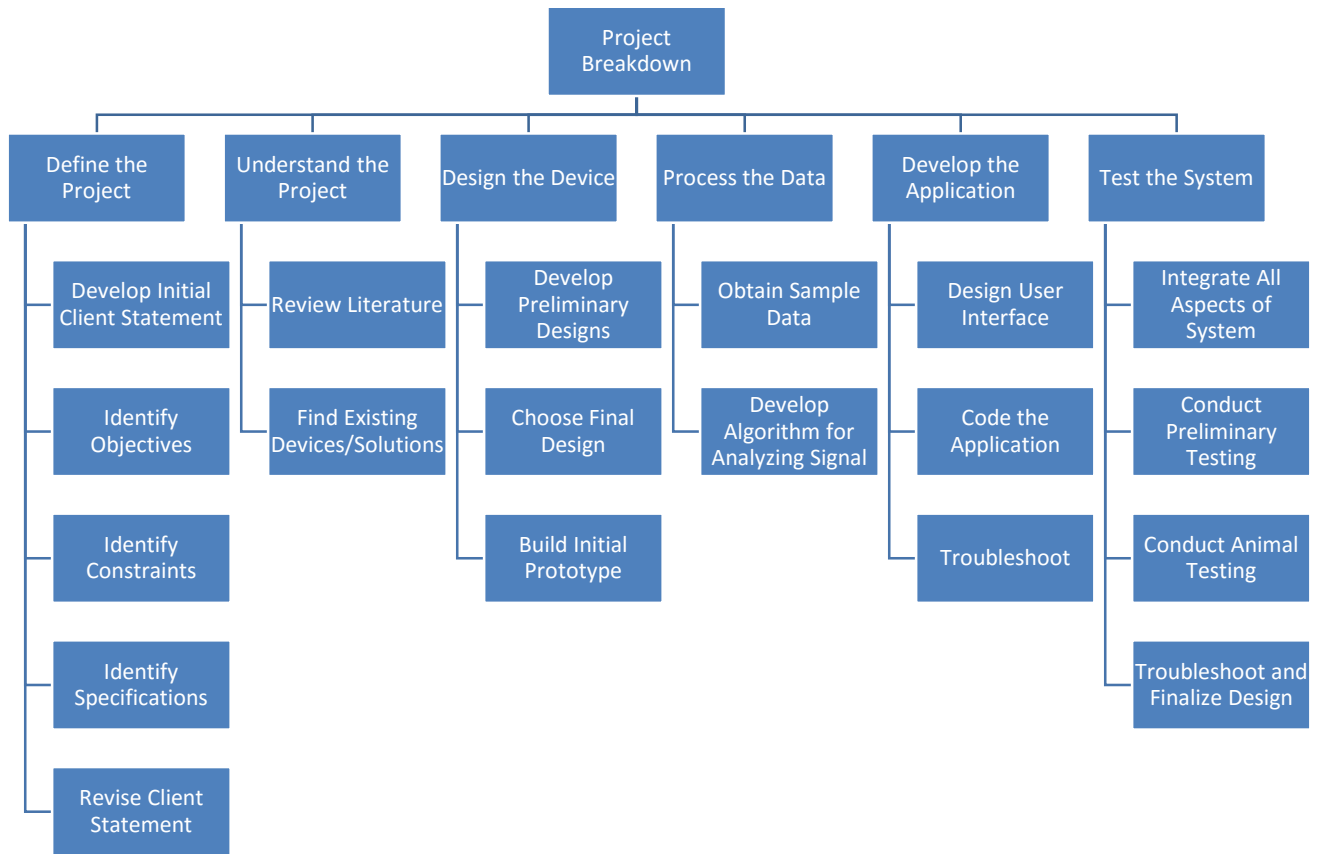 Project
Breakdown
Define the
Project
Understand the
Project
Design the Device
Process the Data
Develop the
Application
Test the System
Develop Initial
Client Statement
Identify
Objectives
Identify
Constraints
Identify
Specifications
Revise Client
Statement
Review Literature
Find Existing
Devices/Solutions
Develop
Preliminary
Designs
Choose Final
Design
Build Initial
Prototype
Obtain Sample
Data
Develop
Algorithm for
Analyzing Signal
Design User
Interface
Code the
Application
Troubleshoot
Integrate All
Aspects of
System
Conduct
Preliminary
Testing
Conduct Animal
Testing
Troubleshoot and
Finalize Design